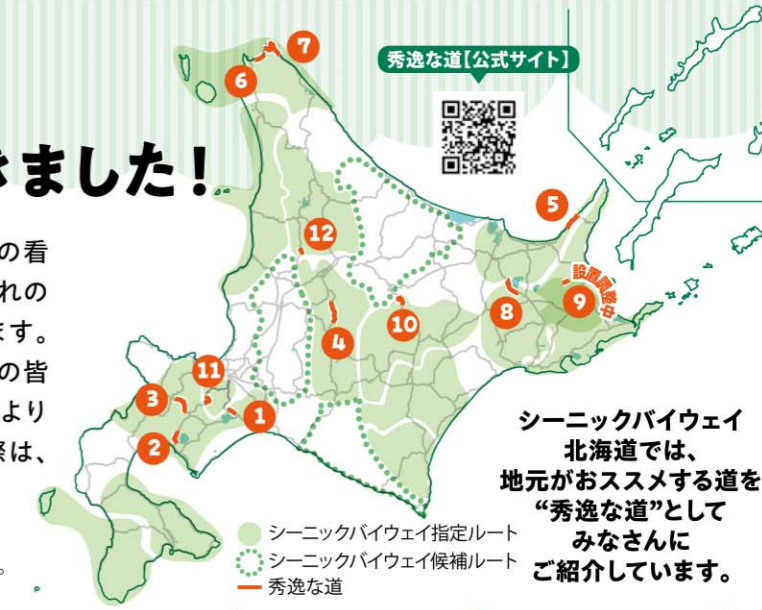 きました！
の看
れの
ます。
の皆
より
際は、
。
秀逸な道【公式サイト】
7
6
12
5
設置調整中
9
8
10
4
11
3
1
2
シーニックバイウェイ
北海道では、
地元がおススメする道を
“秀逸な道”として
みなさんに
ご紹介しています。
シーニックバイウェイ指定ルート
シーニックバイウェイ候補ルート
秀逸な道